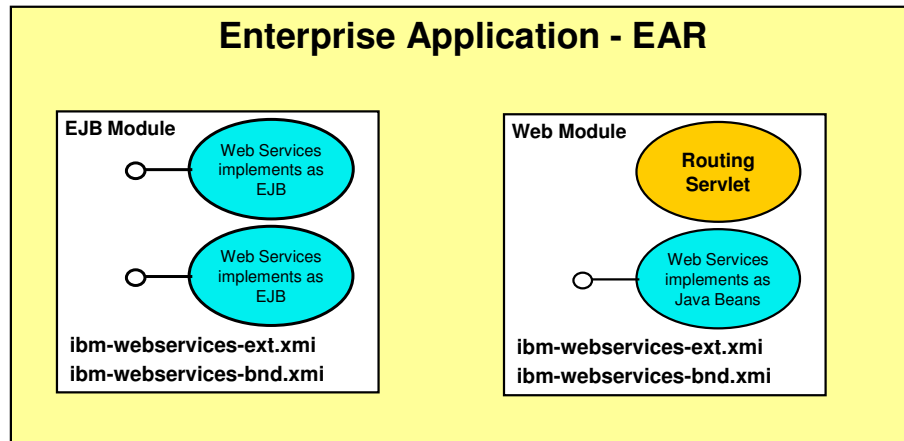 Enterprise Application - EAR
EJB Module
Web Services
implements as
EJB
Web Services
implements as
EJB
ibm-webservices-ext.xmi
ibm-webservices-bnd.xmi
Web Module
Routing
Servlet
Web Services
implements as
Java Beans
ibm-webservices-ext.xmi
ibm-webservices-bnd.xmi